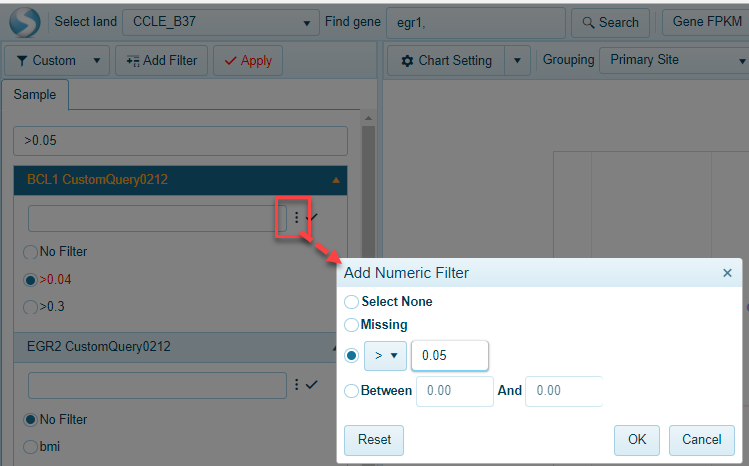 Select land CCLE_B37 Find gene egr1, Search Gene FPKM
Custom Add Filter Apply Chart Setting Grouping Primary Site
Sample
>0.05
BCL1 CustomQuery0212
No Filter
>0.04
>0.3
EGR2 CustomQuery0212
No Filter
bmi
Add Numeric Filter
Select None
Missing
> 0.05
Between 0.00 And 0.00
Reset OK Cancel